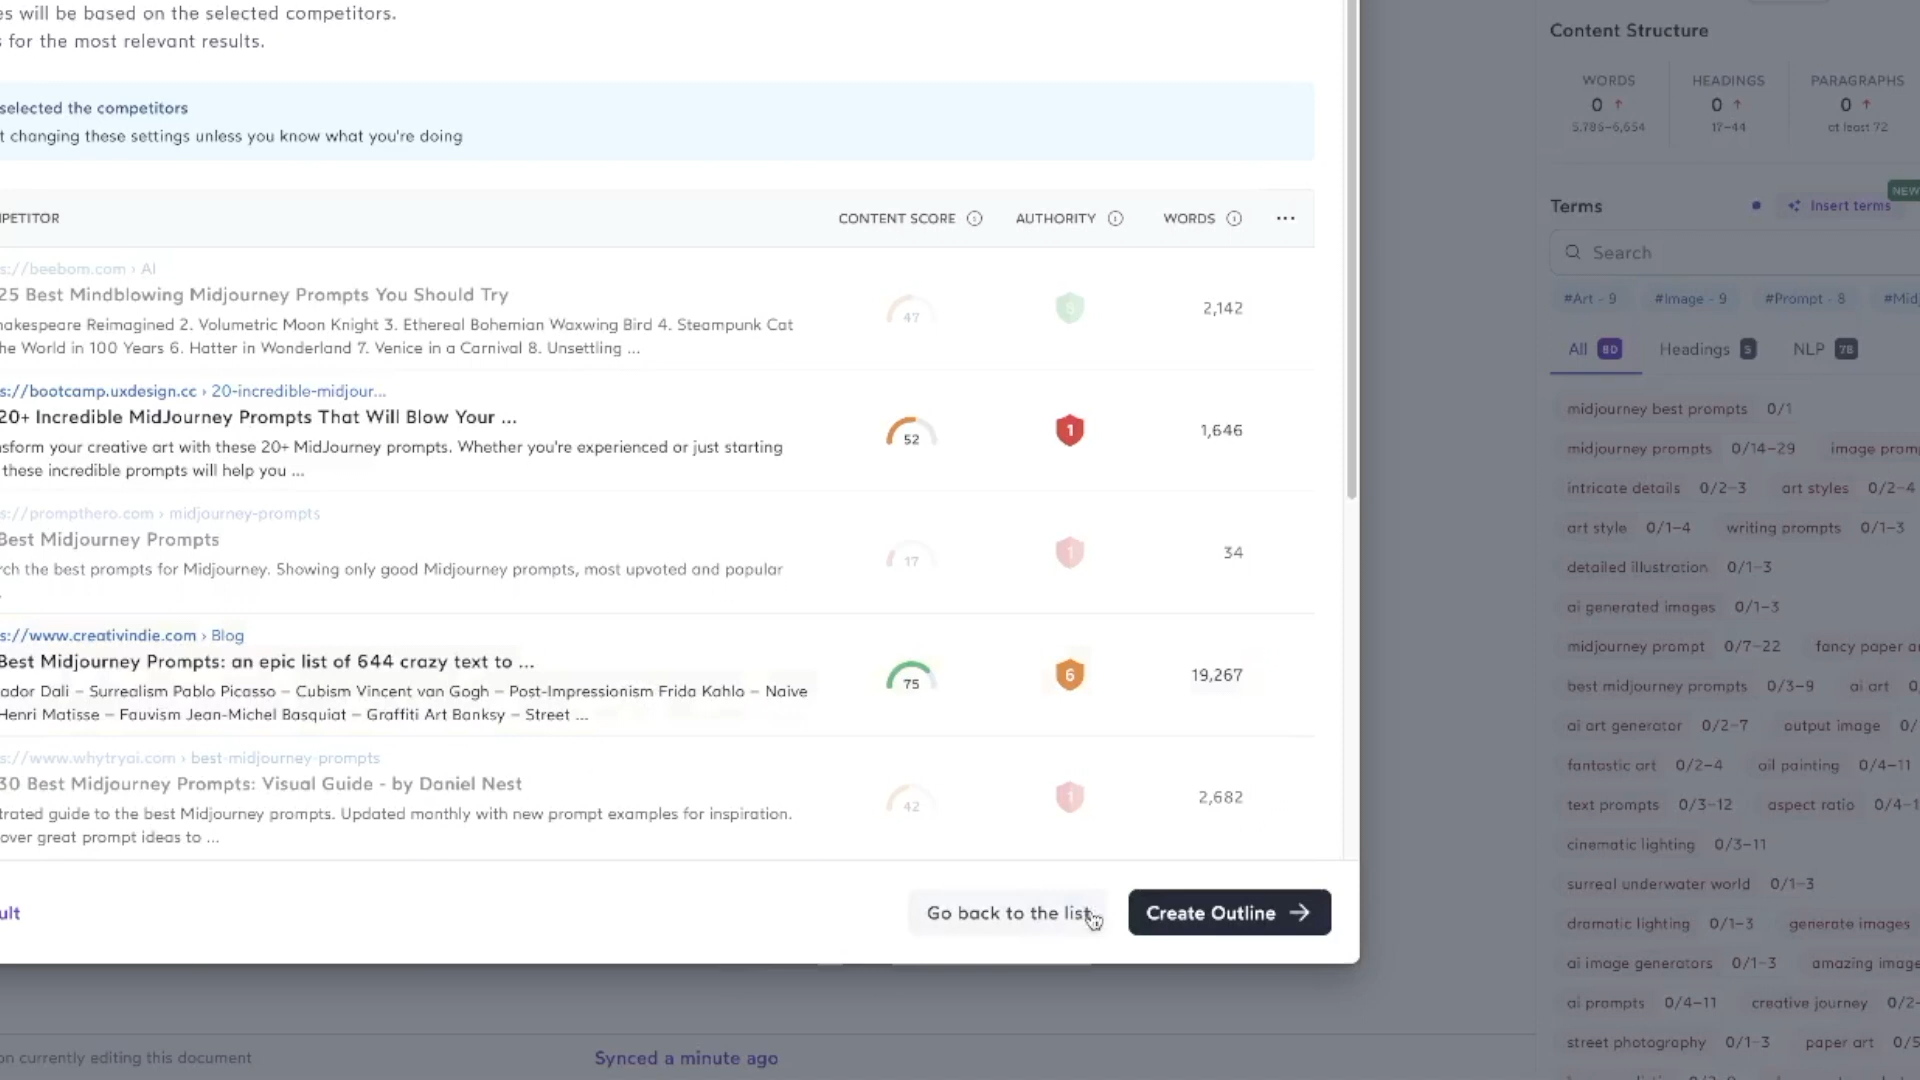 es will be based on the selected competitors.
s for the most relevant results.
selected the competitors
t changing these settings unless you know what you're doing
PETITOR CONTENT SCORE AUTHORITY WORDS ...
s://beebom.com › AI
25 Best Mindblowing Midjourney Prompts You Should Try
hakespeare Reimagined 2. Volumetric Moon Knight 3. Ethereal Bohemian Waxwing Bird 4. Steampunk Cat
he World in 100 Years 6. Hatter in Wonderland 7. Venice in a Carnival 8. Unsettling ...
47 5 2,142
s://bootcamp.uxdesign.cc › 20-incredible-midjour...
20+ Incredible MidJourney Prompts That Will Blow Your ...
nsform your creative art with these 20+ MidJourney prompts. Whether you're experienced or just starting
these incredible prompts will help you ...
52 1 1,646
s://prompthero.com › midjourney-prompts
Best Midjourney Prompts
rch the best prompts for Midjourney. Showing only good Midjourney prompts, most upvoted and popular
17 1 34
s://www.creativindie.com › Blog
Best Midjourney Prompts: an epic list of 644 crazy text to ...
ador Dali – Surrealism Pablo Picasso – Cubism Vincent van Gogh – Post-Impressionism Frida Kahlo – Naive
Henri Matisse – Fauvism Jean-Michel Basquiat – Graffiti Art Banksy – Street ...
75 6 19,267
s://www.whytryai.com › best-midjourney-prompts
30 Best Midjourney Prompts: Visual Guide - by Daniel Nest
trated guide to the best Midjourney prompts. Updated monthly with new prompt examples for inspiration.
over great prompt ideas to ...
42 1 2,682
ult
Go back to the list
Create Outline →
on currently editing this document
Synced a minute ago
Content Structure
WORDS HEADINGS PARAGRAPHS
0 ↑ 0 ↑ 0 ↑
5,785–6,654 17–44 at least 72
NEW
Terms Insert terms
Search
#Art - 9 #Image - 9 #Prompt - 8 #Mid
All 80 Headings 5 NLP 78
midjourney best prompts 0/1
midjourney prompts 0/14–29 image prom
intricate details 0/2–3 art styles 0/2–4
art style 0/1–4 writing prompts 0/1–3
detailed illustration 0/1–3
ai generated images 0/1–3
midjourney prompt 0/7–22 fancy paper a
best midjourney prompts 0/3–9 ai art 0
ai art generator 0/2–7 output image 0/
fantastic art 0/2–4 oil painting 0/4–11
text prompts 0/3–12 aspect ratio 0/4–1
cinematic lighting 0/3–11
surreal underwater world 0/1–3
dramatic lighting 0/1–3 generate images
ai image generators 0/1–3 amazing image
ai prompts 0/4–11 creative journey 0/2–
street photography 0/1–3 paper art 0/5